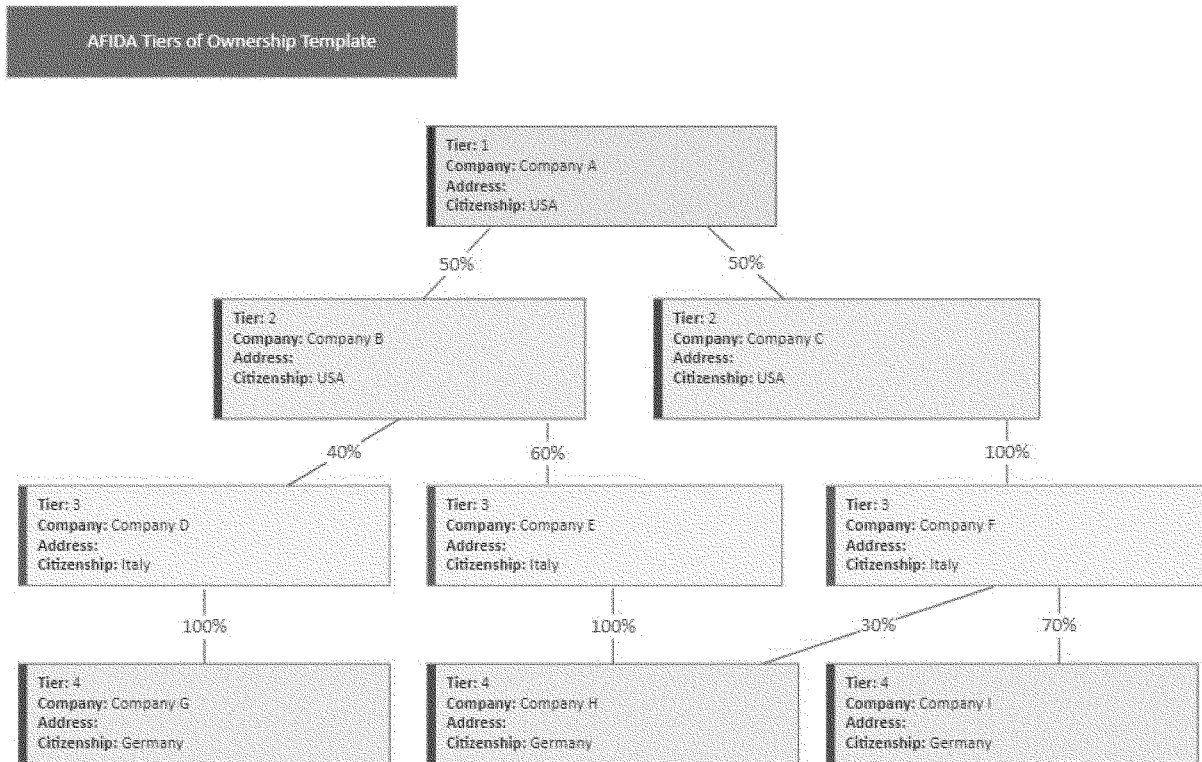 AFIDA Tiers of Ownership Template
Tier: 1
Company: Company A
Address:
Citizenship: USA
50%
50%
Tier: 2
Company: Company B
Address:
Citizenship: USA
Tier: 2
Company: Company C
Address:
Citizenship: USA
40%
60%
100%
Tier: 3
Company: Company D
Address:
Citizenship: Italy
Tier: 3
Company: Company E
Address:
Citizenship: Italy
Tier: 3
Company: Company F
Address:
Citizenship: Italy
100%
100%
30%
70%
Tier: 4
Company: Company G
Address:
Citizenship: Germany
Tier: 4
Company: Company H
Address:
Citizenship: Germany
Tier: 4
Company: Company I
Address:
Citizenship: Germany